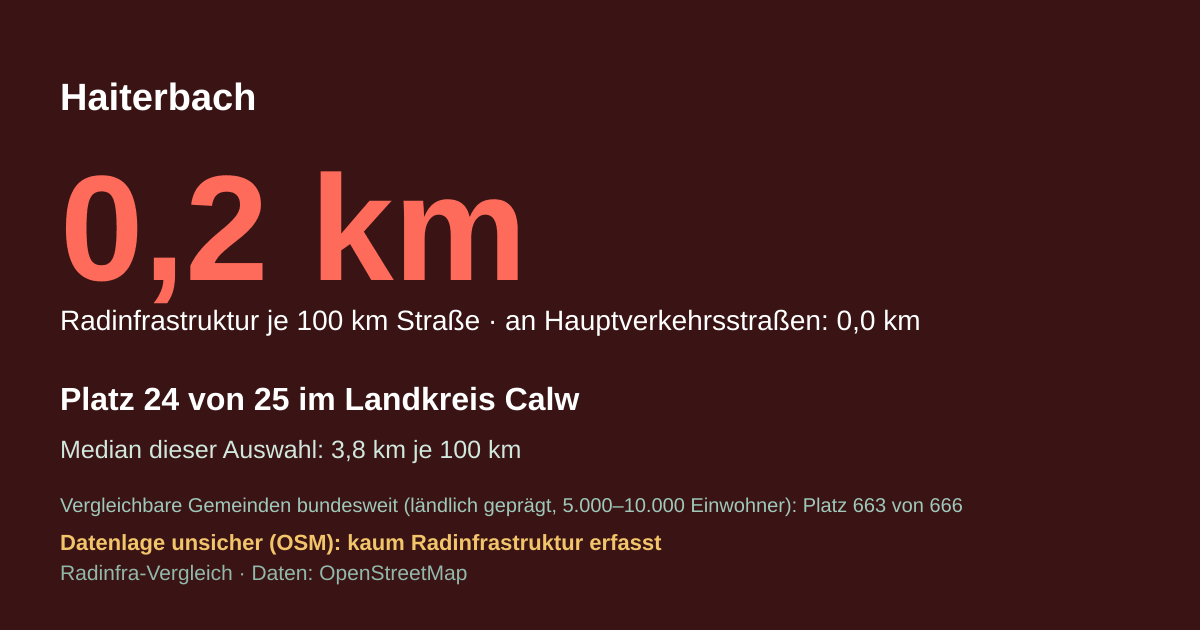 Haiterbach
0,2 km
Radinfrastruktur je 100 km Straße · an Hauptverkehrsstraßen: 0,0 km
Platz 24 von 25 im Landkreis Calw
Median dieser Auswahl: 3,8 km je 100 km
Vergleichbare Gemeinden bundesweit (ländlich geprägt, 5.000–10.000 Einwohner): Platz 663 von 666
Datenlage unsicher (OSM): kaum Radinfrastruktur erfasst
Radinfra-Vergleich · Daten: OpenStreetMap